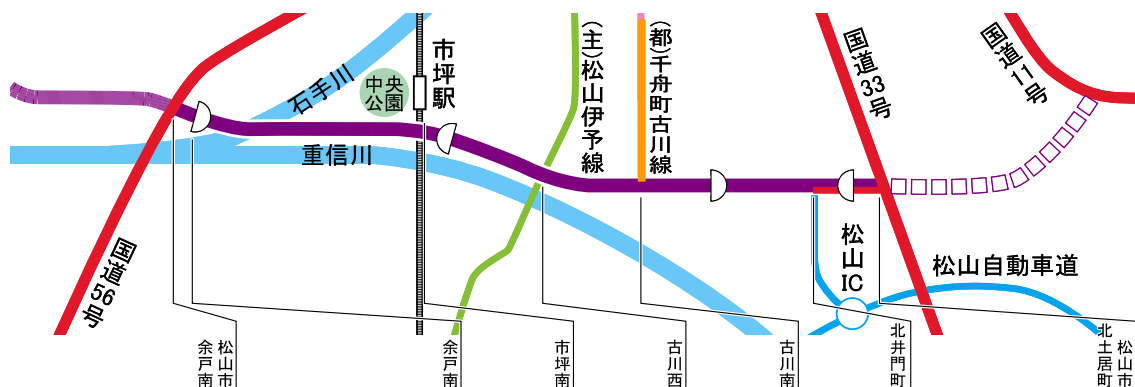 国道56号
石手川
重信川
中央
公園
市坪駅
(主)松山伊予線
(都)千舟町古川線
国道33号
国道11号
松山IC
松山自動車道
松山市
余戸南
余戸南
市坪南
古川西
古川南
北井門町
松山市
北土居町